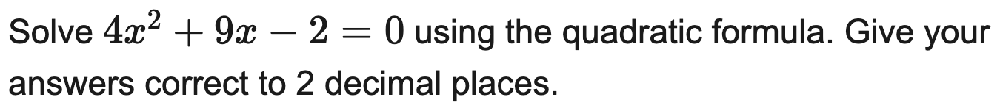 Solve 4x² + 9x − 2 = 0 using the quadratic formula. Give your
answers correct to 2 decimal places.